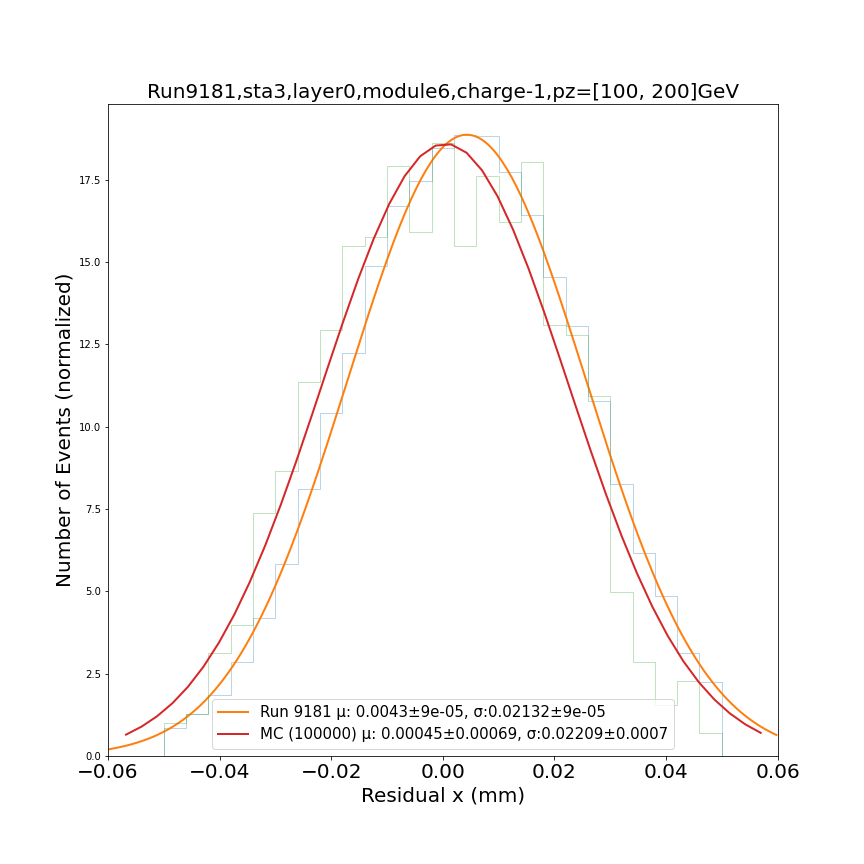 Run9181,sta3,layer0,module6,charge-1,pz=[100, 200]GeV
Number of Events (normalized)
17.5
15.0
12.5
10.0
7.5
5.0
2.5
0.0
Run 9181 μ: 0.0043±9e-05, σ:0.02132±9e-05
MC (100000) μ: 0.00045±0.00069, σ:0.02209±0.0007
−0.06 −0.04 −0.02 0.00 0.02 0.04 0.06
Residual x (mm)